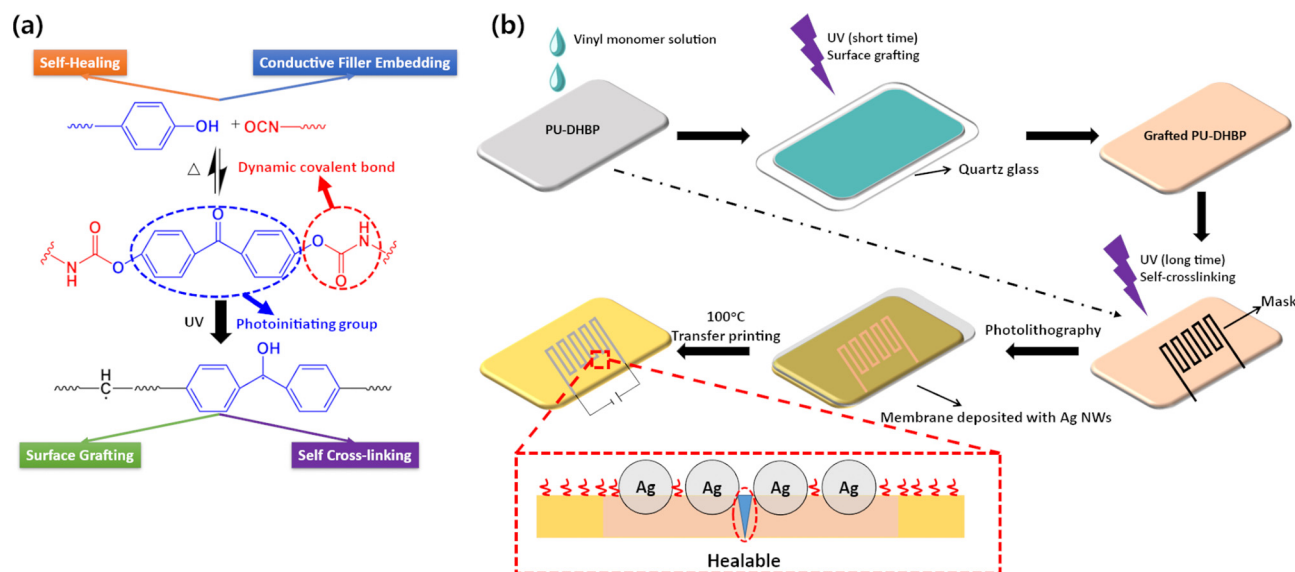 (a)
Self-Healing
Conductive Filler Embedding
OH
+ OCN
△
Dynamic covalent bond
O
O
H
N
N
H
O
O
O
UV
Photoinitiating group
OH
H
C
Surface Grafting
Self Cross-linking
(b)
Vinyl monomer solution
UV (short time)
Surface grafting
PU-DHBP
Grafted PU-DHBP
Quartz glass
UV (long time)
Self-crosslinking
100°C
Transfer printing
Photolithography
Mask
Membrane deposited with Ag NWs
Ag
Ag
Ag
Ag
Healable